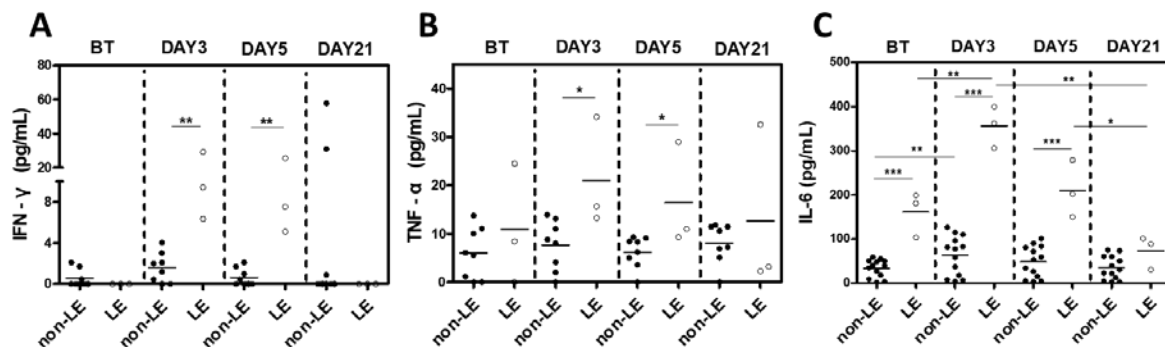 A
BT DAY3 DAY5 DAY21
IFN - γ (pg/mL)
80
60
40
20
8
4
0
** **
non-LE LE non-LE LE non-LE LE non-LE LE
B
BT DAY3 DAY5 DAY21
TNF - α (pg/mL)
40
30
20
10
0
* *
non-LE LE non-LE LE non-LE LE non-LE LE
C
BT DAY3 DAY5 DAY21
IL-6 (pg/mL)
500
400
300
200
100
0
** **
***
*
** ***
***
non-LE LE non-LE LE non-LE LE non-LE LE